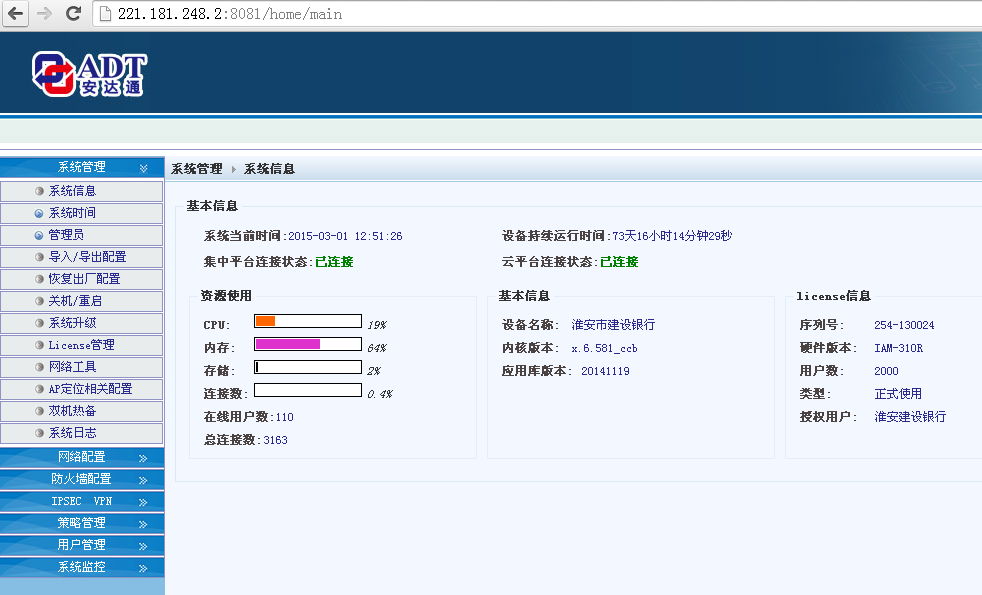 221.181.248.2:8081/home/main
ADT
安达通
系统管理
系统信息
系统时间
管理员
导入/导出配置
恢复出厂配置
关机/重启
系统升级
License管理
网络工具
AP定位相关配置
双机热备
系统日志
网络配置
防火墙配置
IPSEC VPN
策略管理
用户管理
系统监控
系统管理 系统信息
基本信息
系统当前时间:2015-03-01 12:51:26 设备持续运行时间:73天16小时14分钟29秒
集中平台连接状态:已连接 云平台连接状态:已连接
资源使用
CPU: 19%
内存: 64%
存储: 2%
连接数: 0.4%
在线用户数:110
总连接数:3163
基本信息
设备名称: 淮安市建设银行
内核版本: x.6.581_ccb
应用库版本: 20141119
license信息
序列号: 254-130024
硬件版本: IAM-310R
用户数: 2000
类型: 正式使用
授权用户: 淮安建设银行